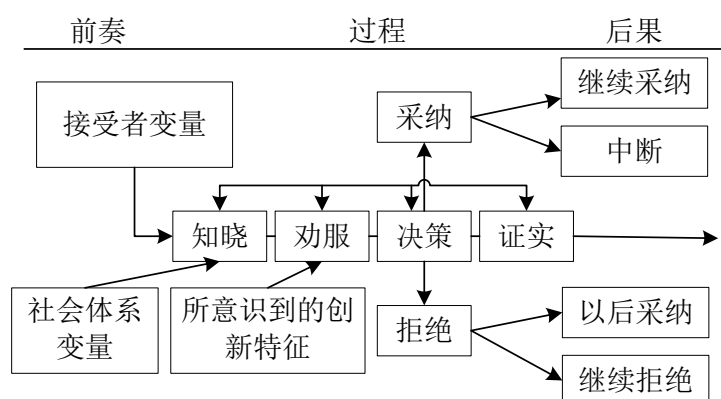 前奏
过程
后果
接受者变量
采纳
继续采纳
中断
知晓
劝服
决策
证实
社会体系
变量
所意识到的创
新特征
拒绝
以后采纳
继续拒绝